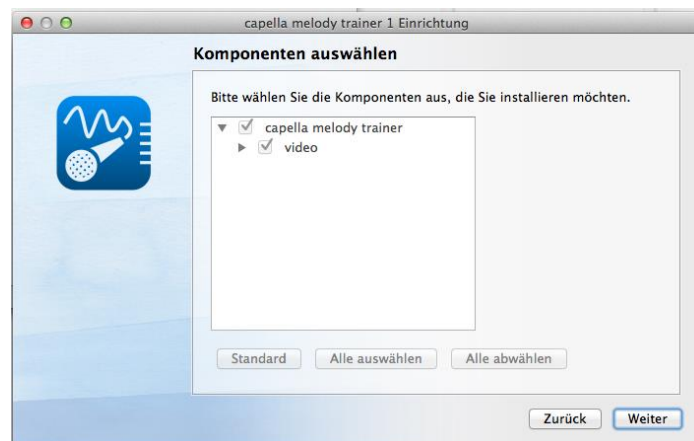 capella melody trainer 1 Einrichtung
Komponenten auswählen
Bitte wählen Sie die Komponenten aus, die Sie installieren möchten.
capella melody trainer
video
Standard Alle auswählen Alle abwählen
Zurück Weiter